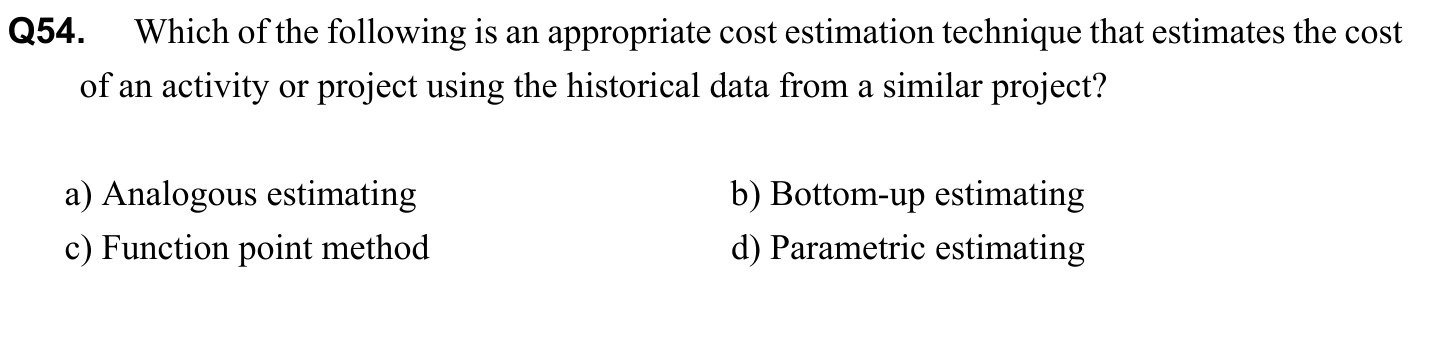 Q54. Which of the following is an appropriate cost estimation technique that estimates the cost
of an activity or project using the historical data from a similar project?
a) Analogous estimating b) Bottom-up estimating
c) Function point method d) Parametric estimating